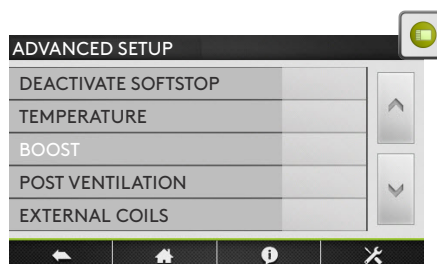 ADVANCED SETUP
DEACTIVATE SOFTSTOP
TEMPERATURE
BOOST
POST VENTILATION
EXTERNAL COILS